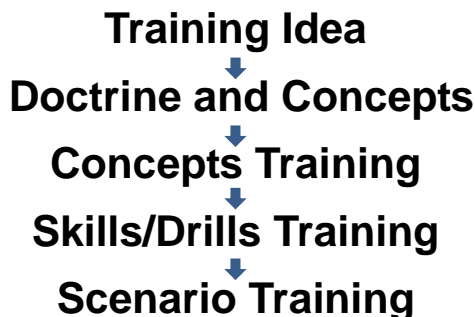 Training Idea
Doctrine and Concepts
Concepts Training
Skills/Drills Training
Scenario Training